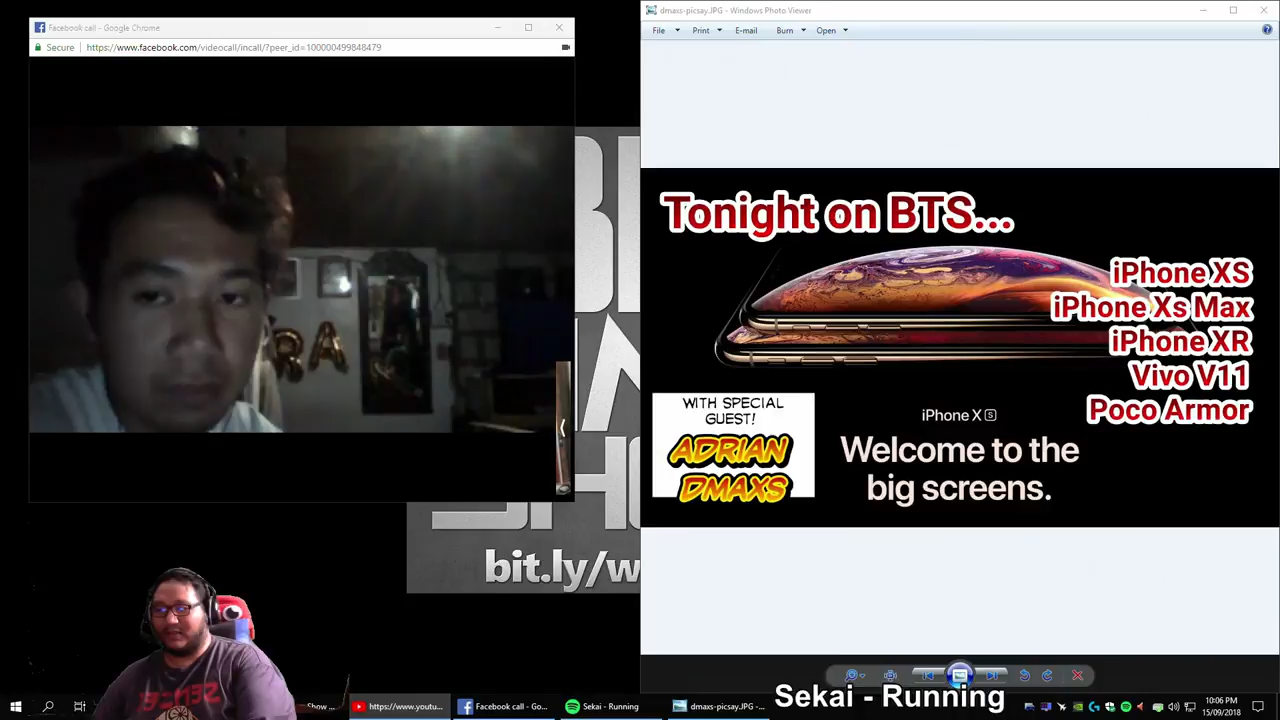 Facebook call - Google Chrome
Secure
https://www.facebook.com/videocall/incall/?peer_id=100000499848479
RA
bit.ly/w
dmaxs-picsay.JPG - Windows Photo Viewer
File Print E-mail Burn Open
Tonight on BTS...
iPhone XS
iPhone Xs Max
iPhone XR
Vivo V11
Poco Armor
WITH SPECIAL
GUEST!
ADRIAN
DMAXS
iPhone XS
Welcome to the
big screens.
Sekai - Running
Show ...
https://www.youtu...
Facebook call - Go...
Sekai - Running
dmaxs-picsay.JPG -...
10:06 PM
15/09/2018